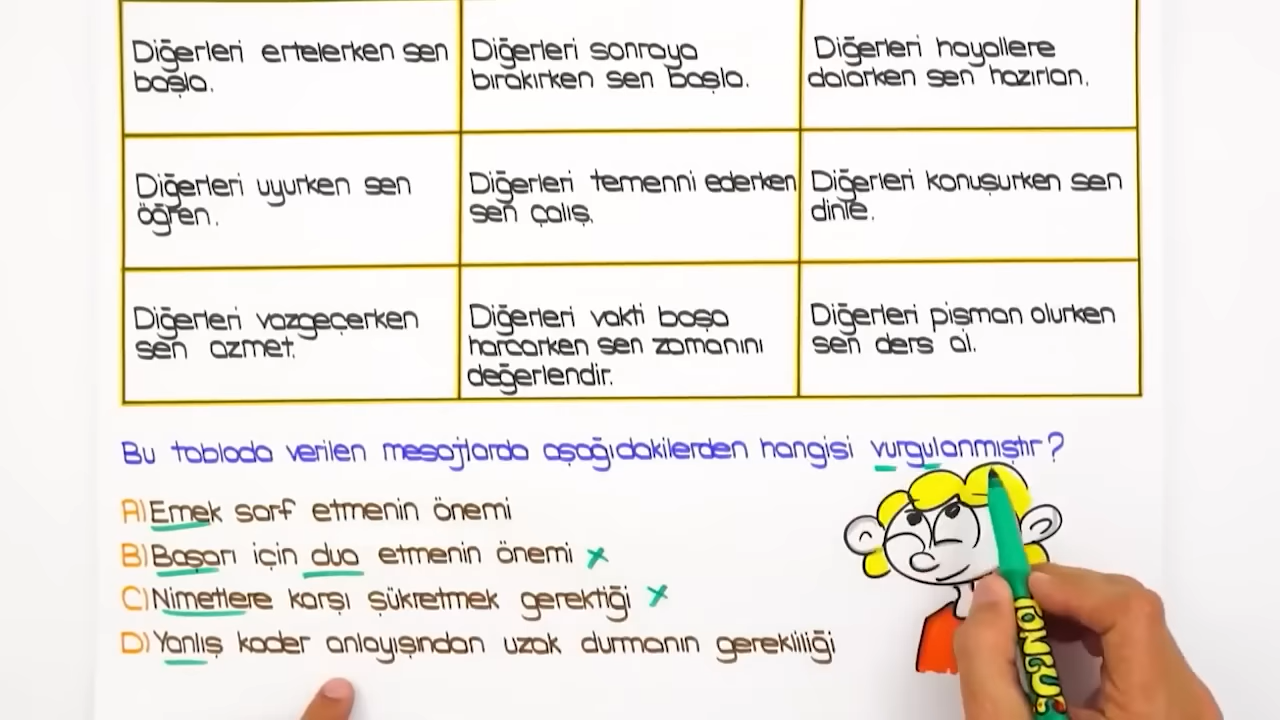 Diğerleri ertelerken sen
başla.
Diğerleri sonraya
bırakırken sen başla.
Diğerleri hayallere
dalarken sen hazırlan.
Diğerleri uyurken sen
öğren.
Diğerleri temenni ederken
sen çalış.
Diğerleri konuşurken sen
dinle.
Diğerleri vazgeçerken
sen azmet.
Diğerleri vakti boşa
harcarken sen zamanını
değerlendir.
Diğerleri pişman olurken
sen ders al.
Bu tabloda verilen mesajlarda aşağıdakilerden hangisi vurgulanmıştır?
A) Emek sarf etmenin önemi
B) Başarı için dua etmenin önemi x
C) Nimetlere karşı şükretmek gerektiği x
D) Yanlış kader anlayışından uzak durmanın gerekliliği